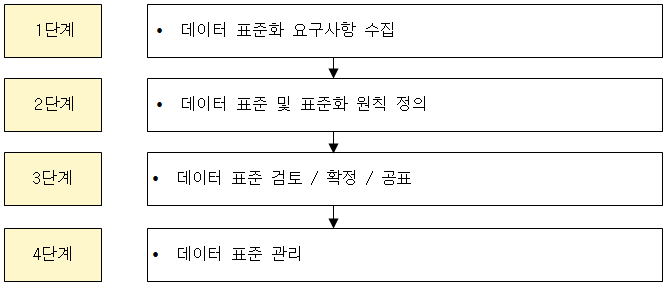 1단계
• 데이터 표준화 요구사항 수집
2단계
• 데이터 표준 및 표준화 원칙 정의
3단계
• 데이터 표준 검토 / 확정 / 공표
4단계
• 데이터 표준 관리